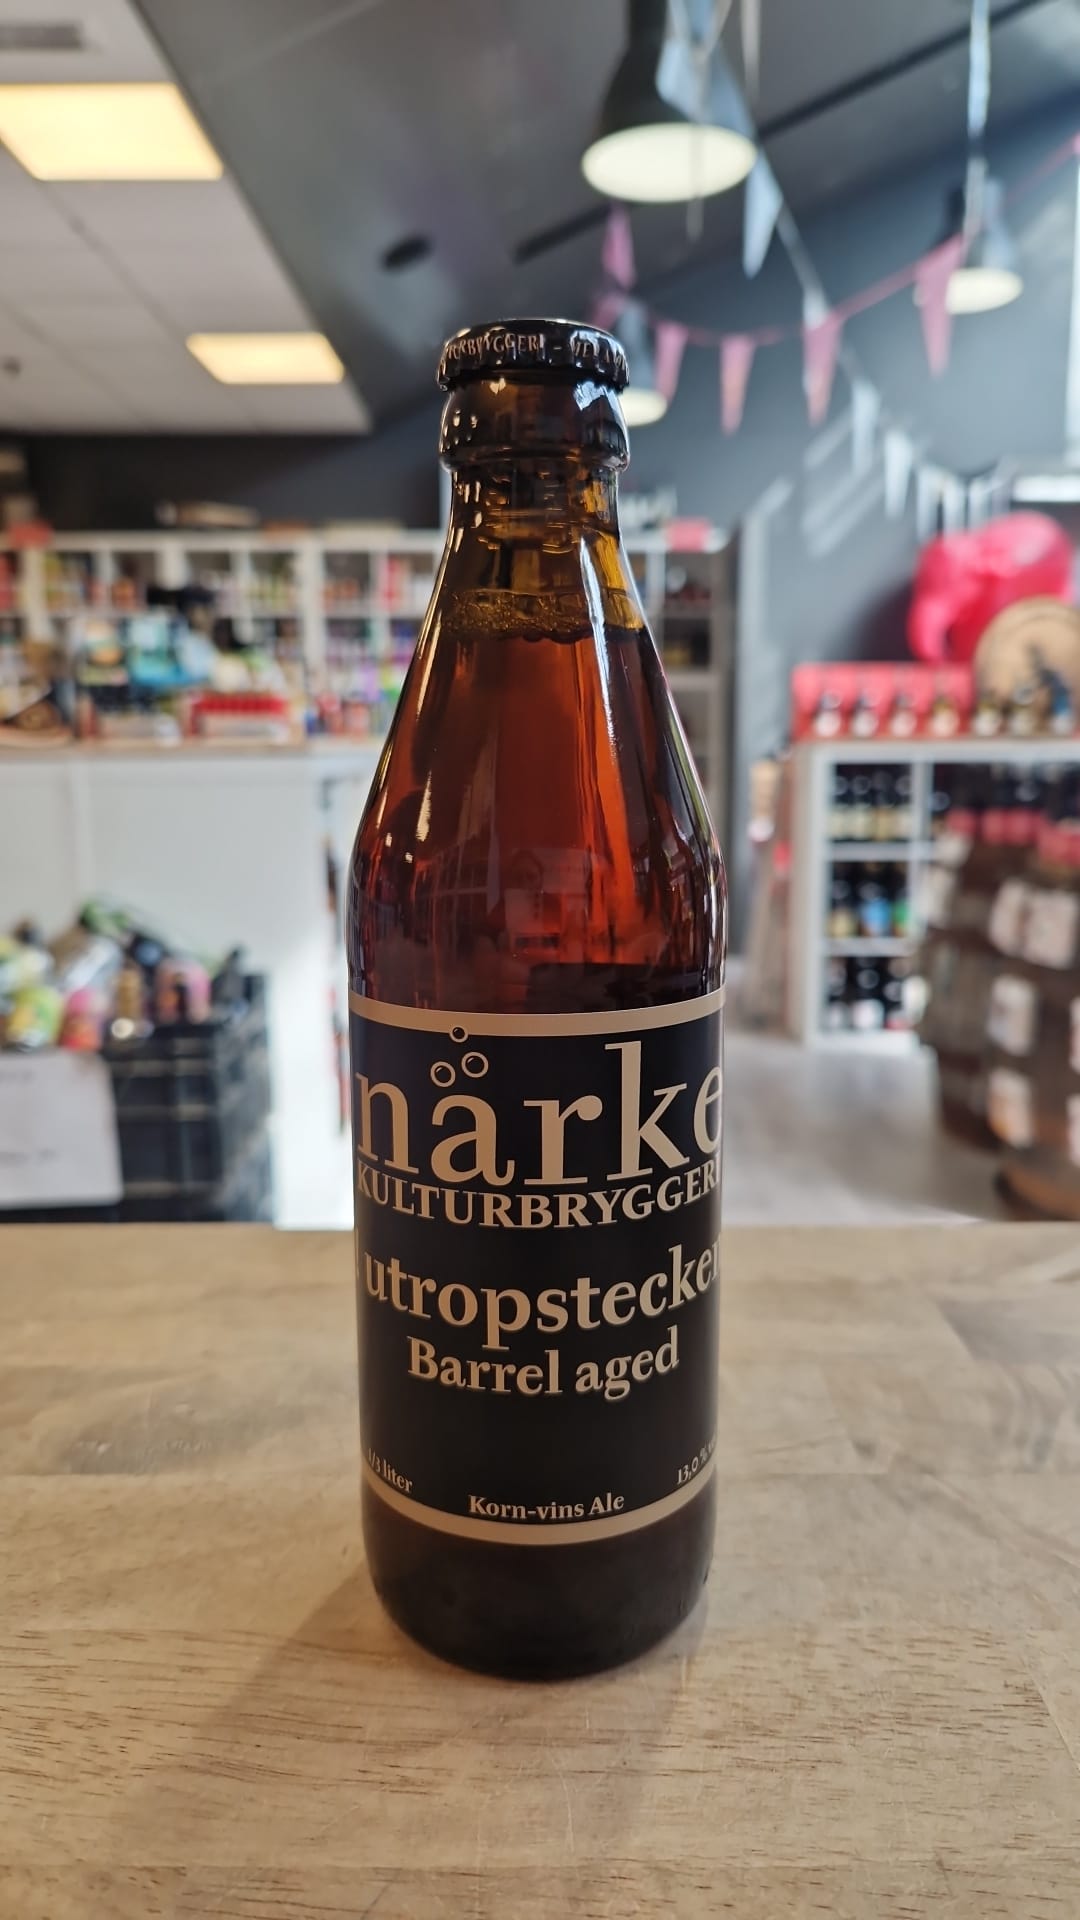 närke
KULTURBRYGGERI
utropstecken
Barrel aged
1/3 liter
13,0 %
Korn-vins Ale